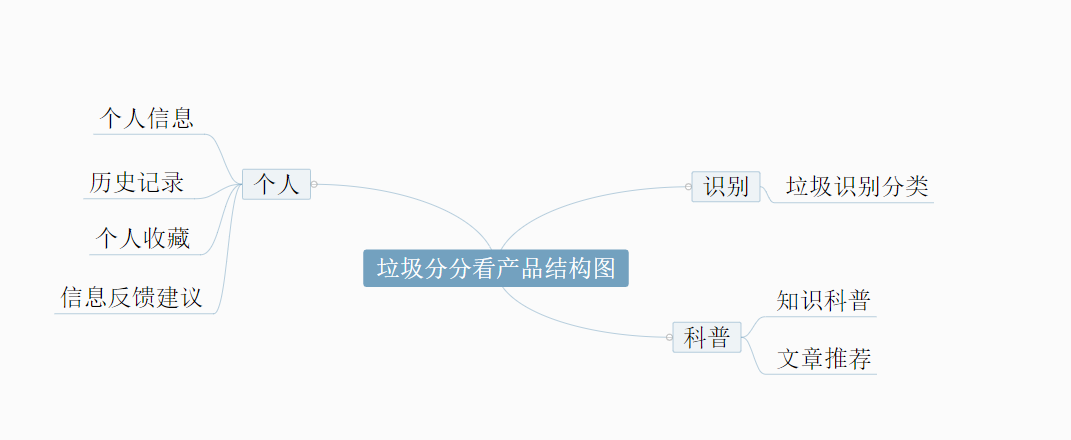 垃圾分分看产品结构图
个人
个人信息
历史记录
个人收藏
信息反馈建议
识别
垃圾识别分类
科普
知识科普
文章推荐